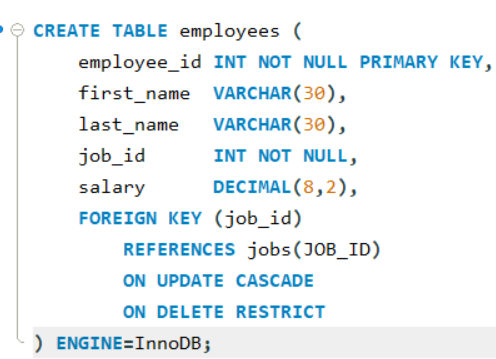 CREATE TABLE employees (
employee_id INT NOT NULL PRIMARY KEY,
first_name VARCHAR(30),
last_name VARCHAR(30),
job_id INT NOT NULL,
salary DECIMAL(8,2),
FOREIGN KEY (job_id)
REFERENCES jobs(JOB_ID)
ON UPDATE CASCADE
ON DELETE RESTRICT
) ENGINE=InnoDB;